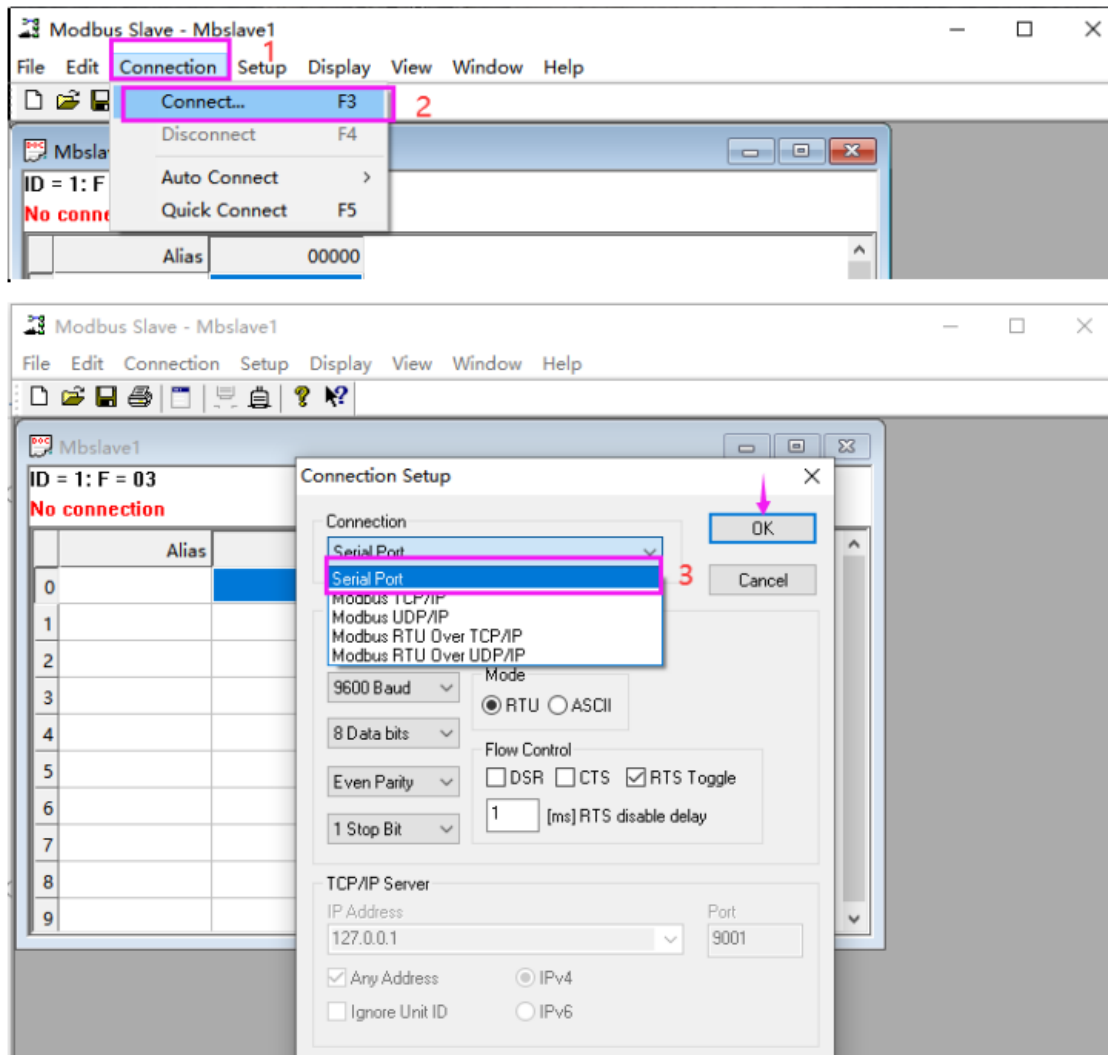 Modbus Slave - Mbslave1
1
File Edit Connection Setup Display View Window Help
Connect... F3
2
Disconnect F4
Mbsla
Auto Connect >
ID = 1: F
Quick Connect F5
No conne
Alias 00000
Modbus Slave - Mbslave1
File Edit Connection Setup Display View Window Help
Mbslave1
ID = 1: F = 03
No connection
Alias
0
1
2
3
4
5
6
7
8
9
Connection Setup
Connection
OK
Serial Port
Serial Port
3
Cancel
Modbus TCP/IP
Modbus UDP/IP
Modbus RTU Over TCP/IP
Modbus RTU Over UDP/IP
Mode
9600 Baud
RTU ASCII
8 Data bits
Flow Control
DSR CTS RTS Toggle
Even Parity
1 [ms] RTS disable delay
1 Stop Bit
TCP/IP Server
IP Address Port
127.0.0.1 9001
Any Address IPv4
Ignore Unit ID IPv6